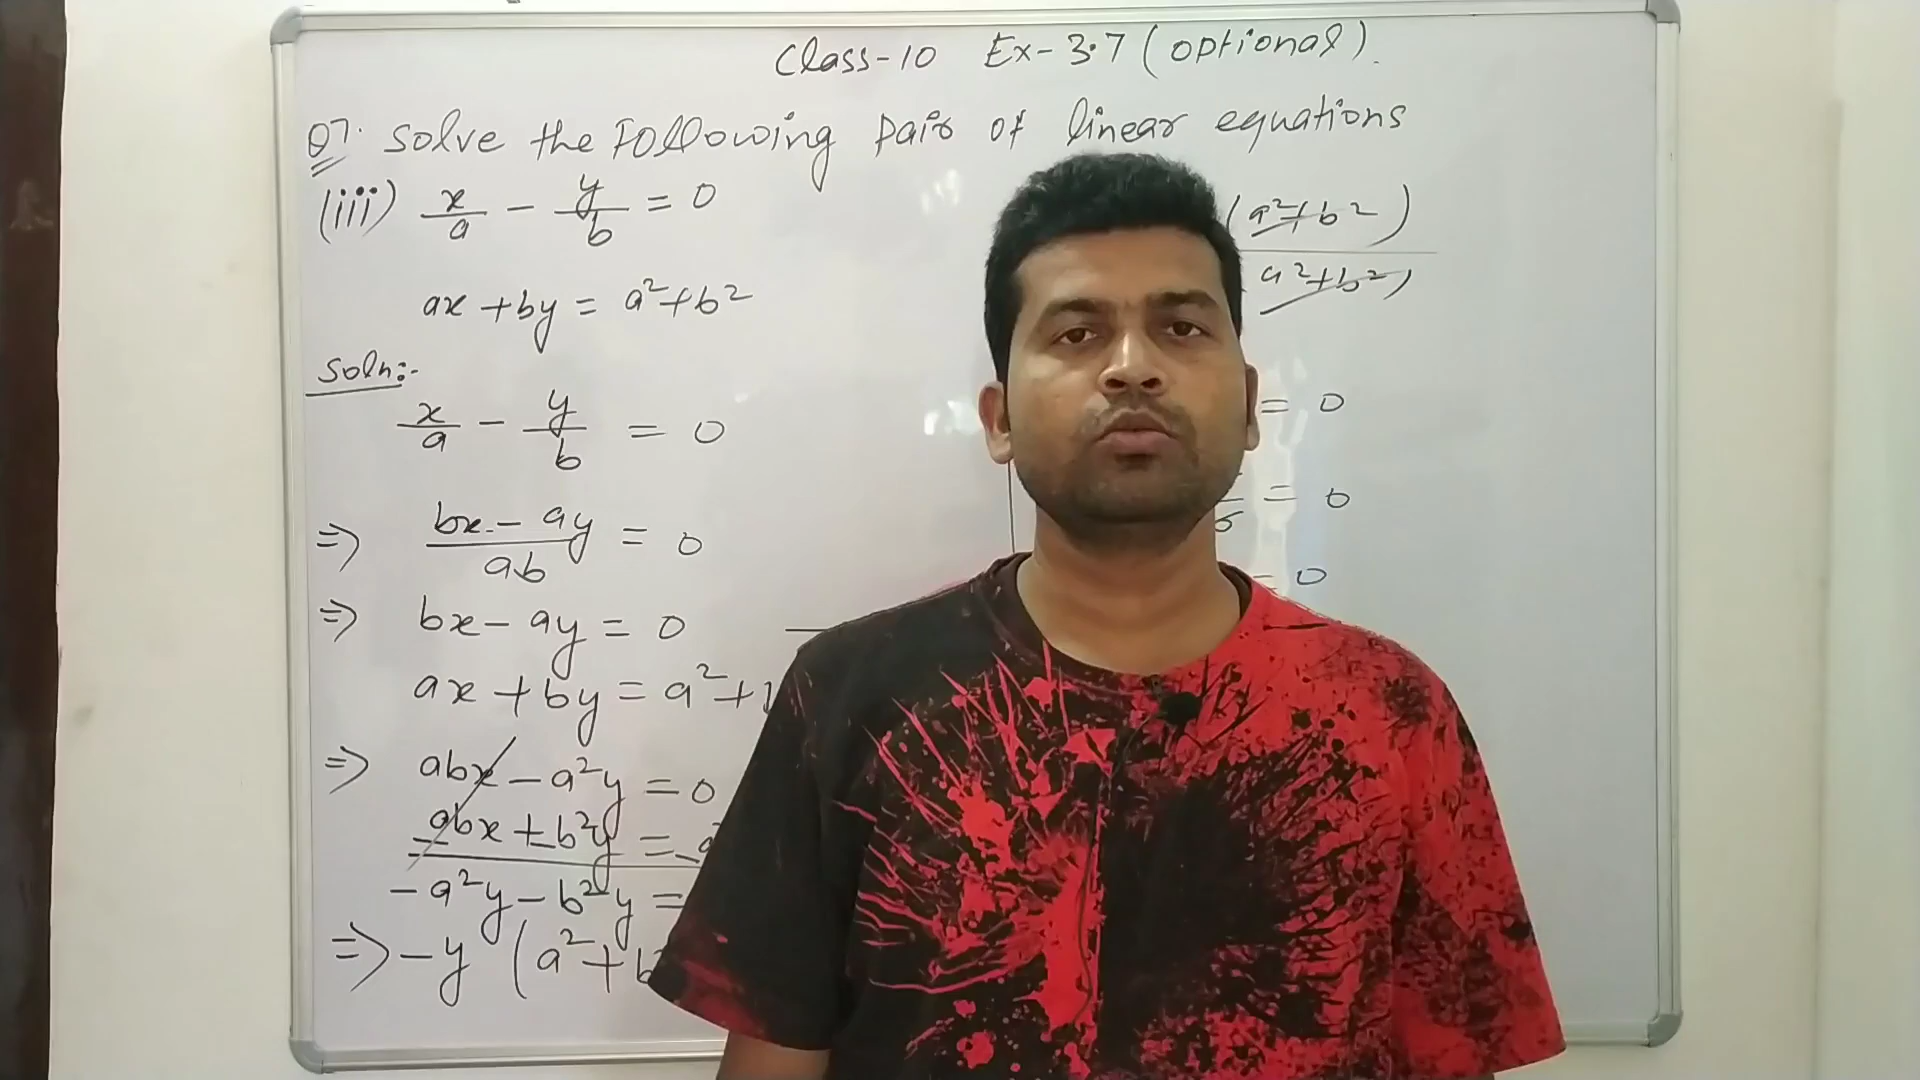 Class-10 Ex-3.7 (optional).
Q7. Solve the Following Pair of linear equations
(iii) x/a - y/b = 0
ax + by = a²+b²
Soln:-
x/a - y/b = 0
⇒ bx - ay/ab = 0
⇒ bx - ay = 0
ax + by = a²+
⇒ abx - a²y = 0
abx + b²y =
-a²y - b²y =
⇒ -y (a²+b
(a²+b²)
(a²+b²)
= 0
= 0
= 0